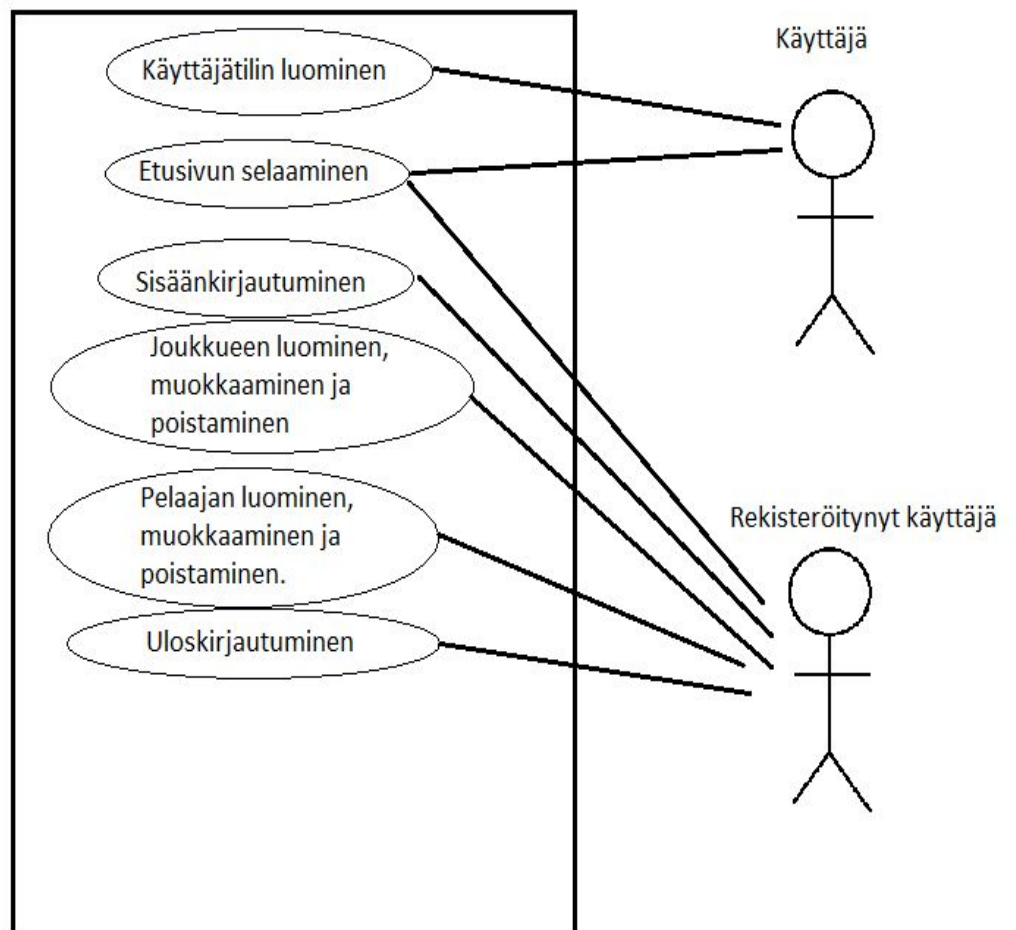 Käyttäjä
Käyttäjätilin luominen
Etusivun selaaminen
Sisäänkirjautuminen
Joukkueen luominen,
muokkaaminen ja
poistaminen
Pelaajan luominen,
muokkaaminen ja
poistaminen.
Rekisteröitynyt käyttäjä
Uloskirjautuminen